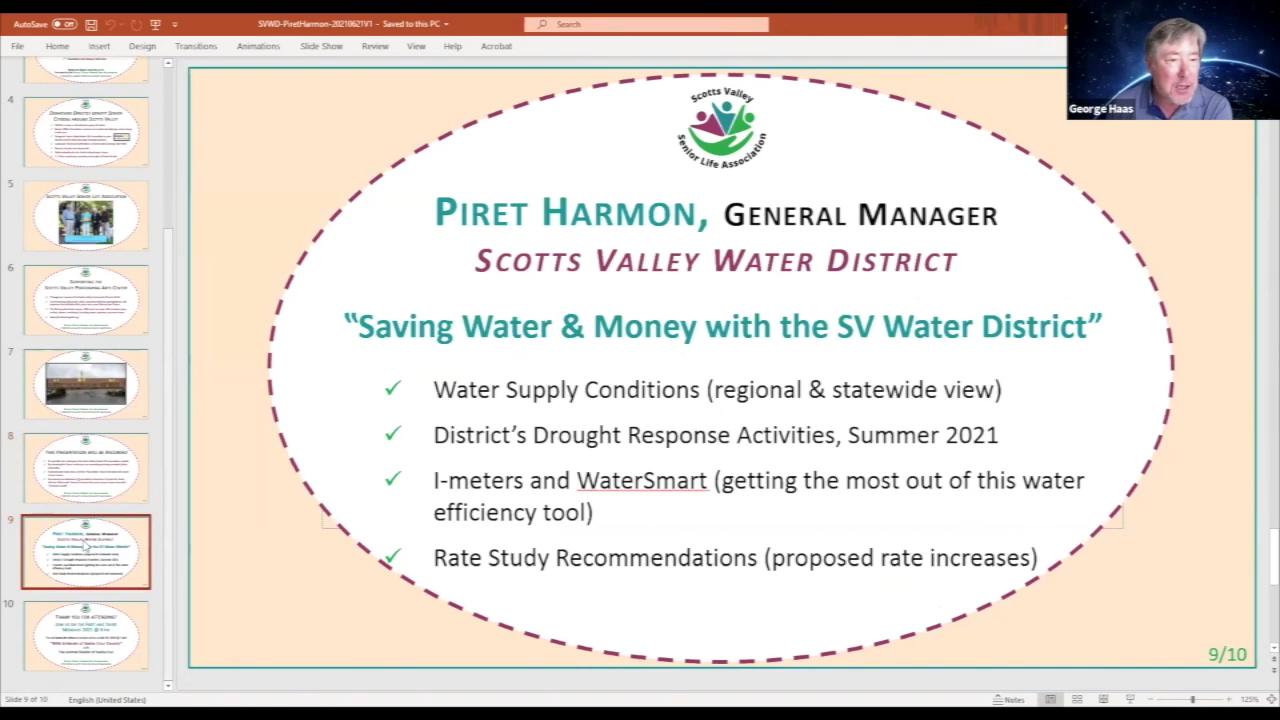 AutoSave Off
SVWD-PiretHarmon-20210621V1 - Saved to this PC
Search
File Home Insert Design Transitions Animations Slide Show Review View Help Acrobat
George Haas
4
5
6
7
8
9
10
Scotts Valley
Senior Life Association
PIRET HARMON, GENERAL MANAGER
SCOTTS VALLEY WATER DISTRICT
"Saving Water & Money with the SV Water District"
✓ Water Supply Conditions (regional & statewide view)
✓ District's Drought Response Activities, Summer 2021
✓ I-meters and WaterSmart (getting the most out of this water
efficiency tool)
✓ Rate Study Recommendations (proposed rate increases)
9/10
Slide 9 of 10 English (United States)
Notes
125%